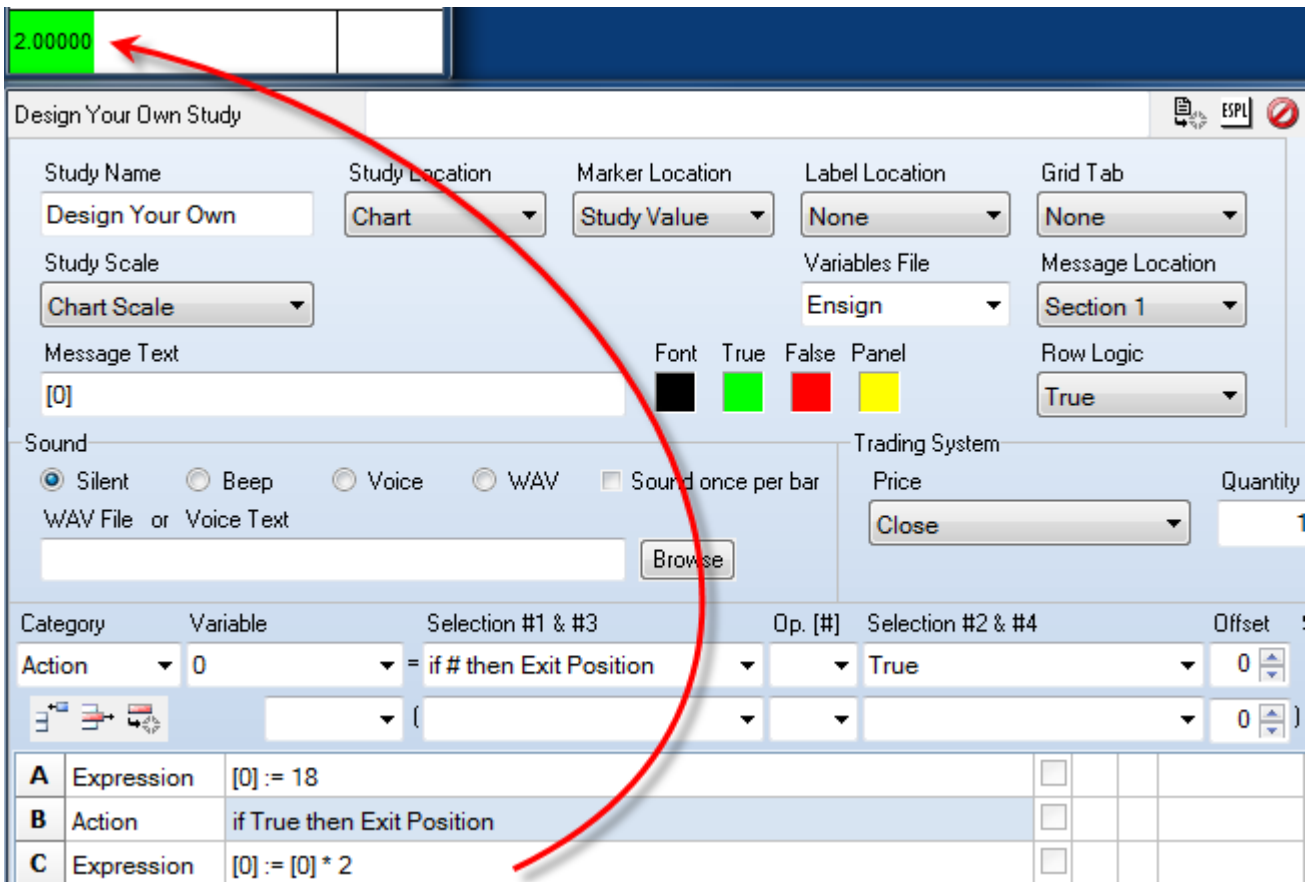 2.00000
Design Your Own Study
ESPL
Study Name Study Location Marker Location Label Location Grid Tab
Design Your Own Chart Study Value None None
Study Scale Variables File Message Location
Chart Scale Ensign Section 1
Message Text Font True False Panel Row Logic
[0] True
Sound Trading System
Silent Beep Voice WAV Sound once per bar Price Quantity
WAV File or Voice Text Close 1
Browse
Category Variable Selection #1 & #3 Op. [#] Selection #2 & #4 Offset
Action 0 = if # then Exit Position True 0
( 0 )
A Expression [0] := 18
B Action if True then Exit Position
C Expression [0] := [0] * 2